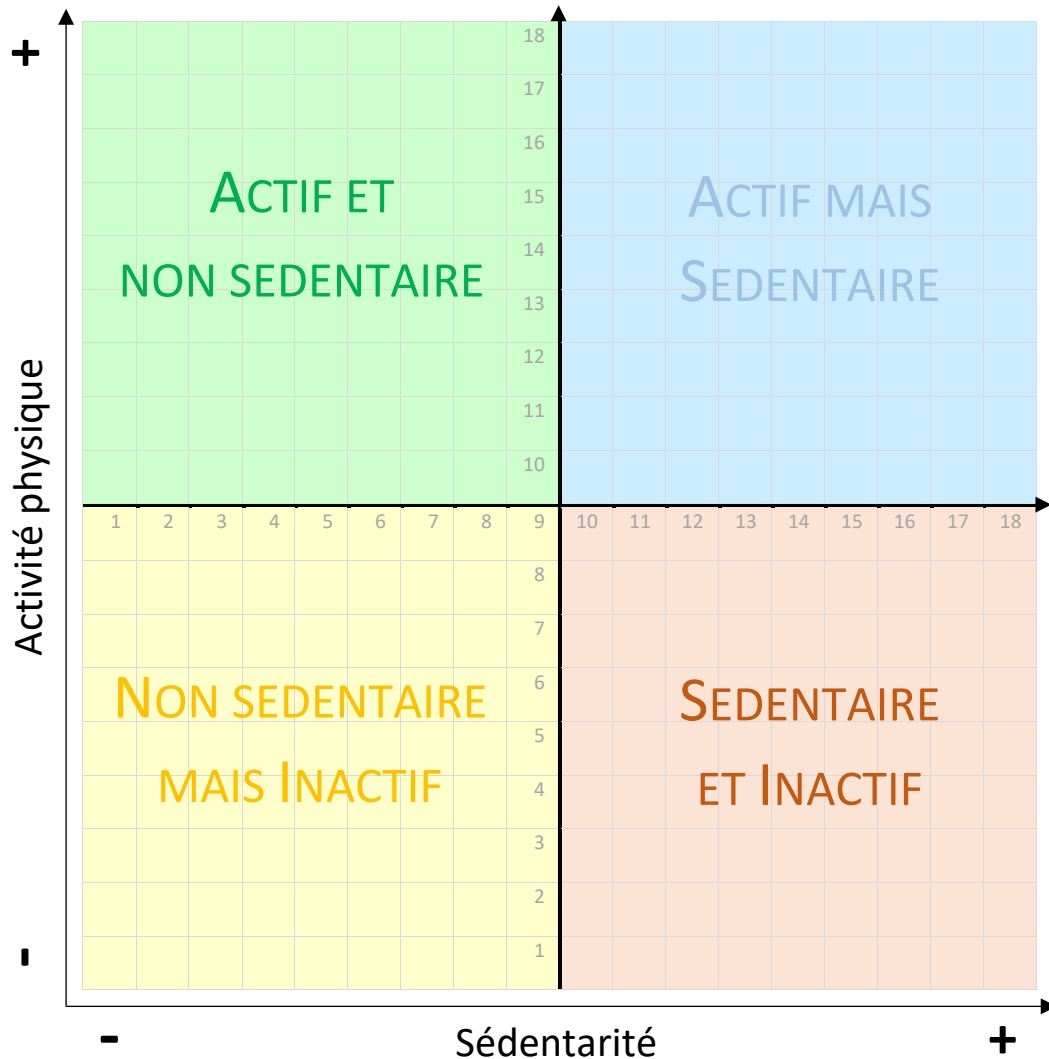 +
18
17
16
15
14
13
12
11
10
ACTIF ET
NON SEDENTAIRE
ACTIF MAIS
SEDENTAIRE
Activité physique
1 2 3 4 5 6 7 8 9 10 11 12 13 14 15 16 17 18
8
7
6
5
4
3
2
1
NON SEDENTAIRE
MAIS INACTIF
SEDENTAIRE
ET INACTIF
-
- Sédentarité +